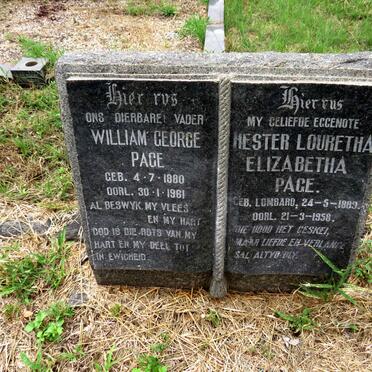 Hier rus
ONS DIERBARE VADER
WILLIAM GEORGE
PAGE
GEB. 4-7-1880
OORL. 30-1-1961
AL BESWYK MY VLEES
EN MY HART
GOD IS DIE ROTS VAN MY
HART EN MY DEEL TOT
IN EWIGHEID
Hier rus
MY GELIEFDE EGGENOTE
HESTER LOURETHA
ELIZABETHA
PAGE.
GEB. LOMBARD, 24-5-1889.
OORL. 21-3-1958.
DIE DOOD HET GESKEI,
MAAR LIEFDE EN VERLANGE
SAL ALTYD BLY.